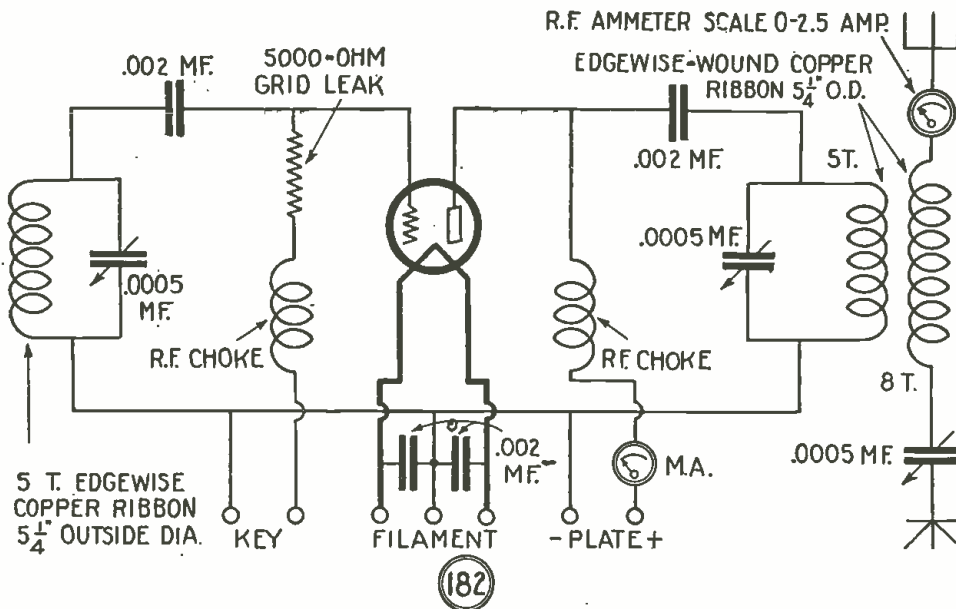 R.F. AMMETER SCALE 0-2.5 AMP.
.002 MF.
5000-OHM
GRID LEAK
EDGEWISE-WOUND COPPER
RIBBON 5 1/4" O.D.
.002 MF.
5T.
.0005
MF.
.0005 MF.
R.F. CHOKE
R.F. CHOKE
8 T.
.002
MF.
M.A.
.0005 MF.
5 T. EDGEWISE
COPPER RIBBON
5 1/4" OUTSIDE DIA.
KEY
FILAMENT
-PLATE+
182